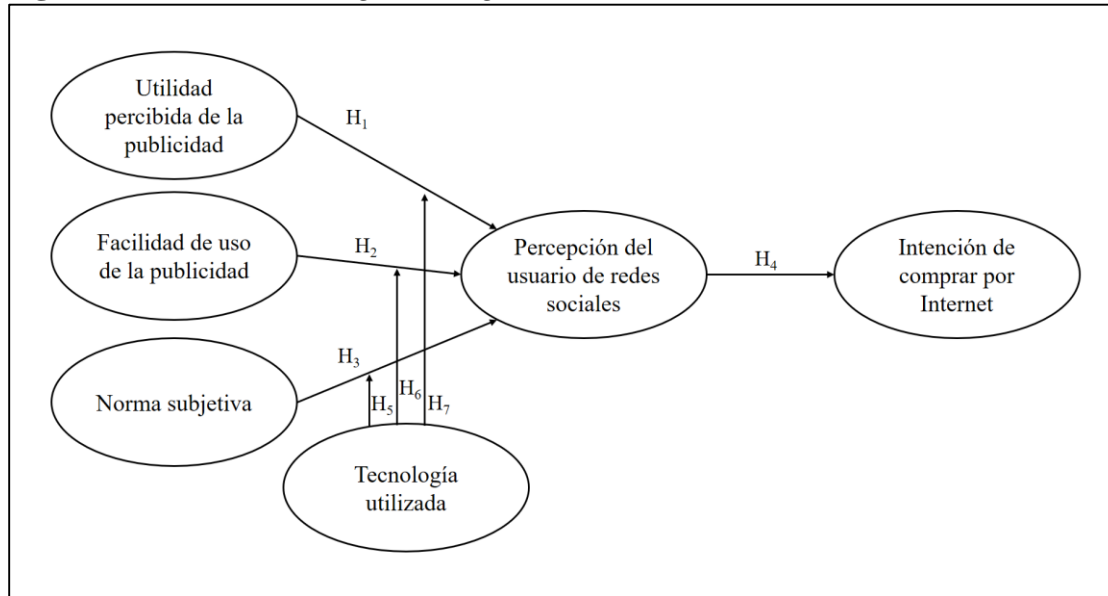 Utilidad
percibida de la
publicidad
H₁
Facilidad de uso
de la publicidad
H₂
Percepción del
usuario de redes
sociales
H₄
Intención de
comprar por
Internet
Norma subjetiva
H₃
H₅
H₆
H₇
Tecnología
utilizada